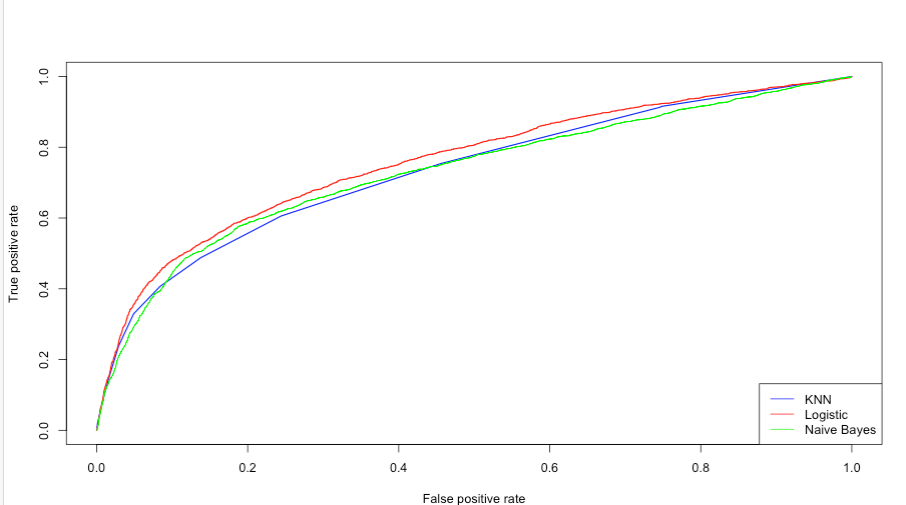 True positive rate
1.0
0.8
0.6
0.4
0.2
0.0
KNN
Logistic
Naive Bayes
0.0 0.2 0.4 0.6 0.8 1.0
False positive rate